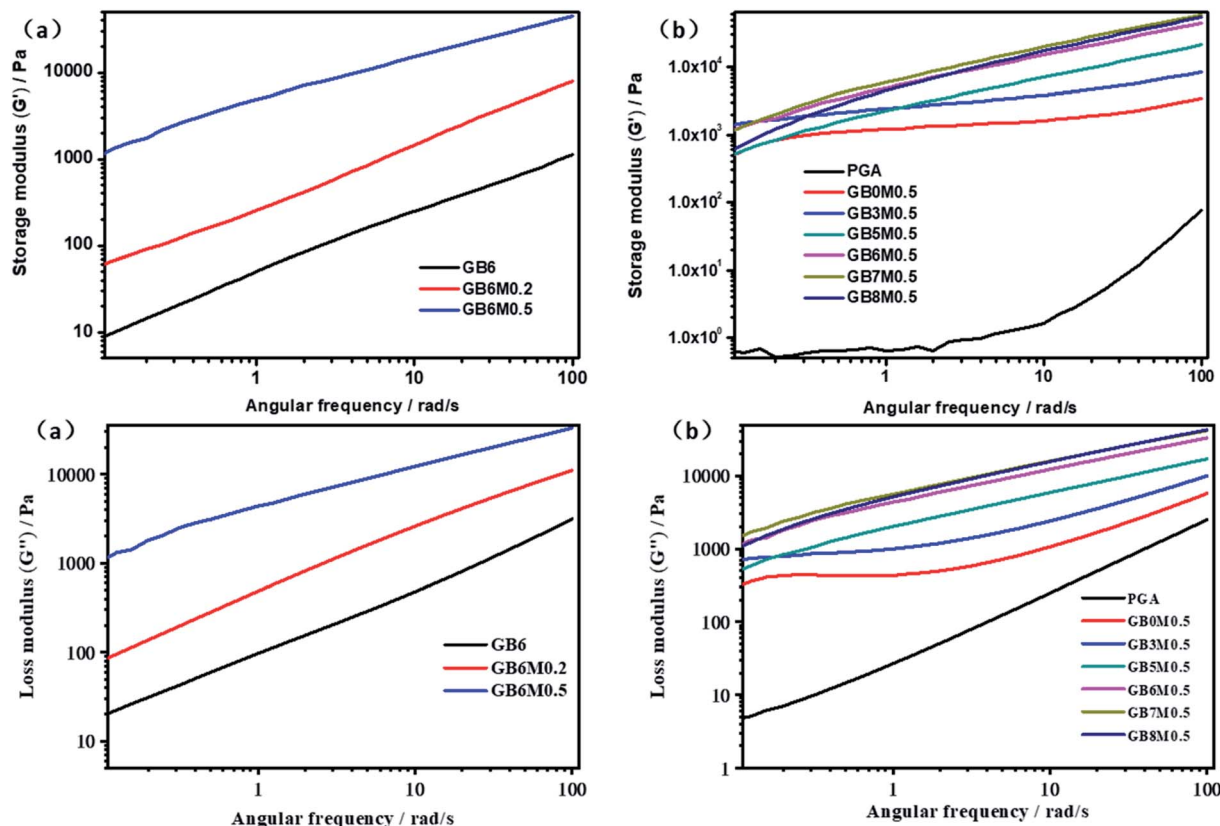 (a)
Storage modulus (G') / Pa
10000
1000
100
10
GB6
GB6M0.2
GB6M0.5
1
10
100
Angular frequency / rad/s
(b)
Storage modulus (G') / Pa
1.0x10^4
1.0x10^3
1.0x10^2
1.0x10^1
1.0x10^0
PGA
GB0M0.5
GB3M0.5
GB5M0.5
GB6M0.5
GB7M0.5
GB8M0.5
1
10
100
Angular frequency / rad/s
(a)
Loss modulus (G'') / Pa
10000
1000
100
10
GB6
GB6M0.2
GB6M0.5
1
10
100
Angular frequency / rad/s
(b)
Loss modulus (G'') / Pa
10000
1000
100
10
1
PGA
GB0M0.5
GB3M0.5
GB5M0.5
GB6M0.5
GB7M0.5
GB8M0.5
1
10
100
Angular frequency / rad/s